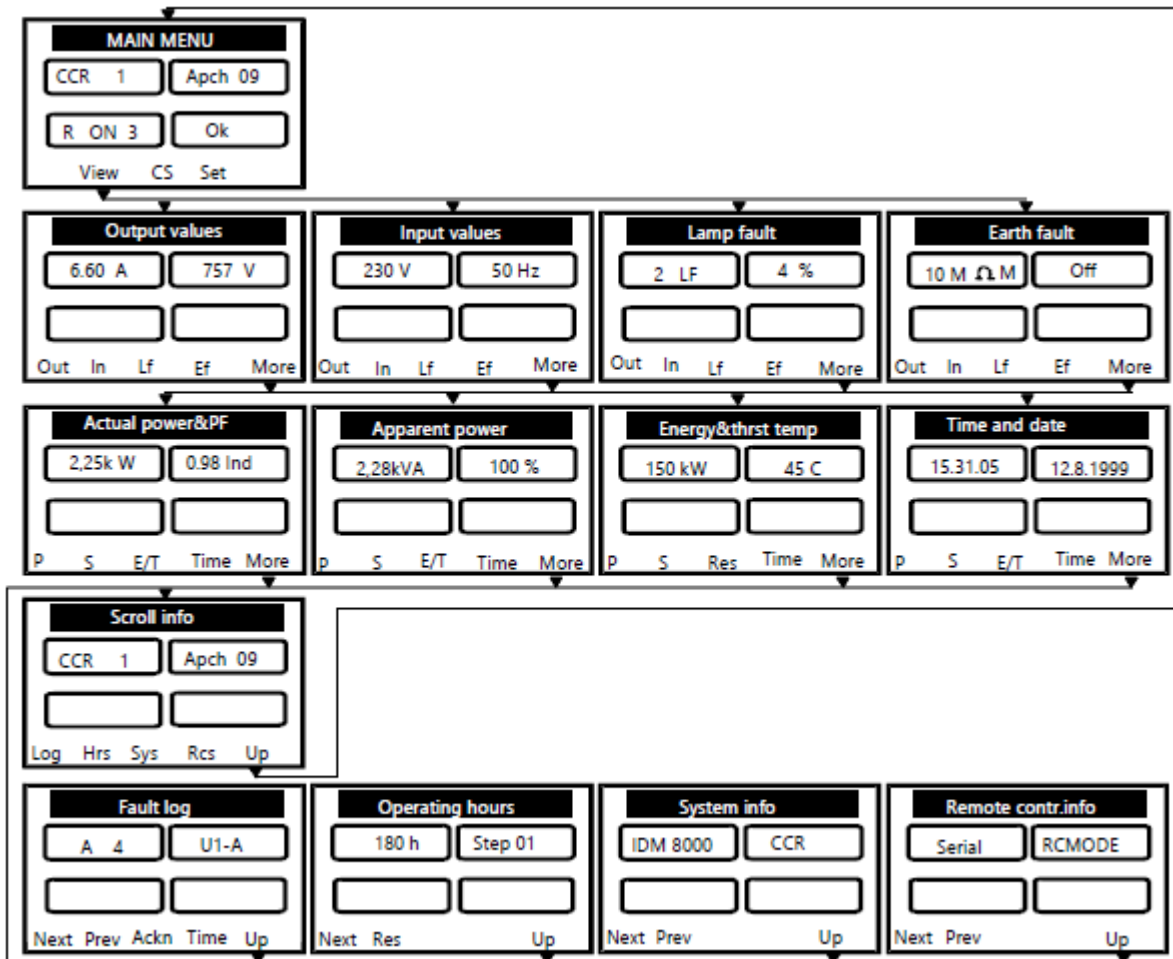 MAIN MENU
CCR 1 Apch 09
R ON 3 Ok
View CS Set
Output values
6.60 A 757 V
Out In Lf Ef More
Input values
230 V 50 Hz
Out In Lf Ef More
Lamp fault
2 LF 4 %
Out In Lf Ef More
Earth fault
10 M Ω M Off
Out In Lf Ef More
Actual power&PF
2,25k W 0.98 Ind
P S E/T Time More
Apparent power
2,28kVA 100 %
P S E/T Time More
Energy&thrst temp
150 kW 45 C
P S Res Time More
Time and date
15.31.05 12.8.1999
P S E/T Time More
Scroll info
CCR 1 Apch 09
Log Hrs Sys Rcs Up
Fault log
A 4 U1-A
Next Prev Ackn Time Up
Operating hours
180 h Step 01
Next Res Up
System info
IDM 8000 CCR
Next Prev Up
Remote contr.info
Serial RCMODE
Next Prev Up